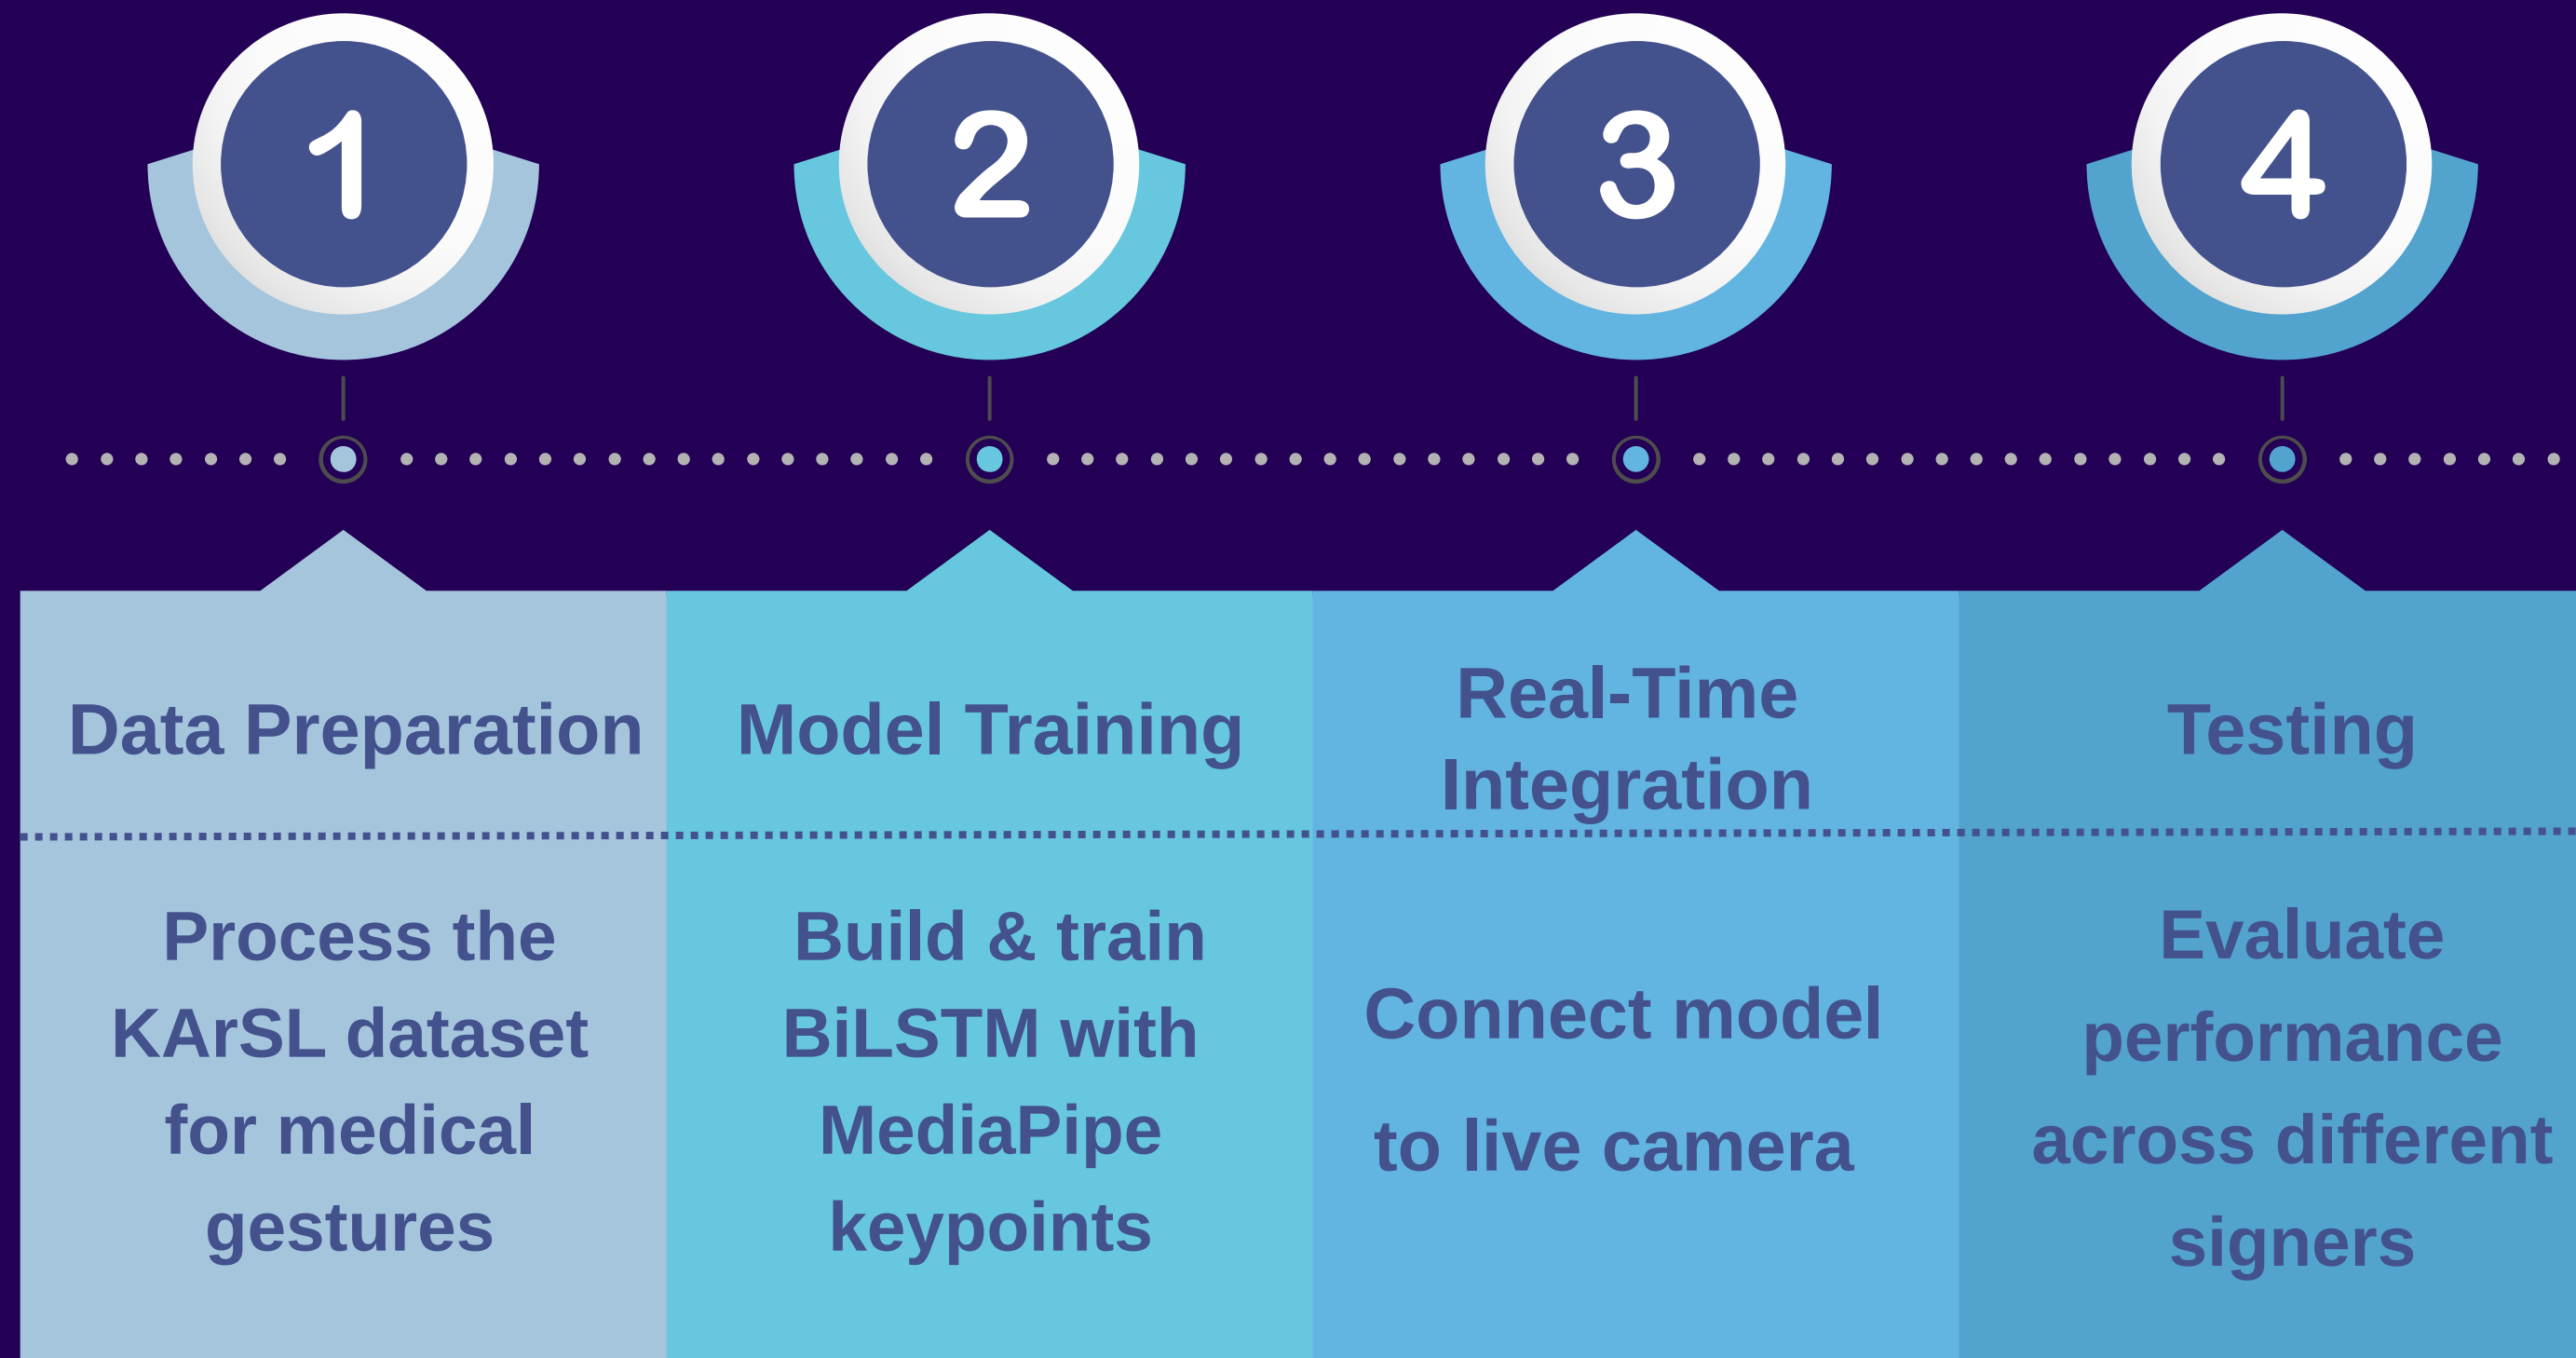 1
2
3
4
Data Preparation
Process the
KArSL dataset
for medical
gestures
Model Training
Build & train
BiLSTM with
MediaPipe
keypoints
Real-Time
Integration
Connect model
to live camera
Testing
Evaluate
performance
across different
signers